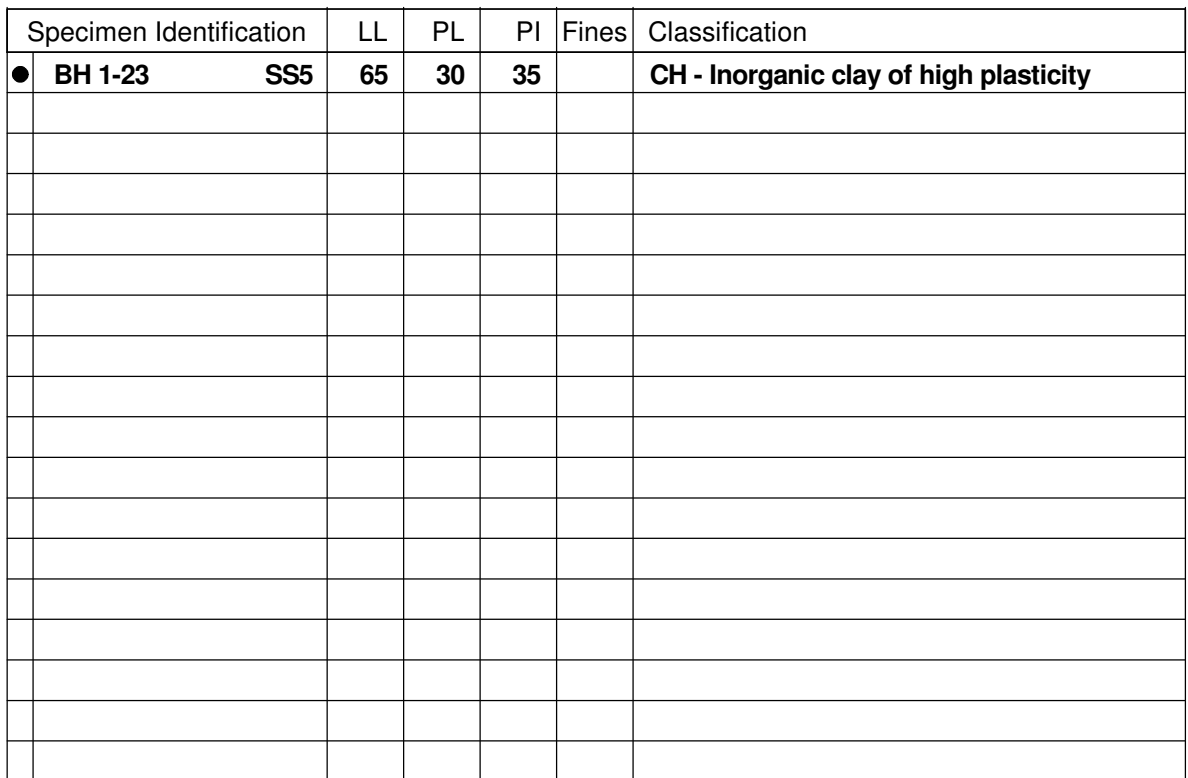 Specimen Identification LL PL PI Fines Classification
BH 1-23 SS5 65 30 35 CH - Inorganic clay of high plasticity